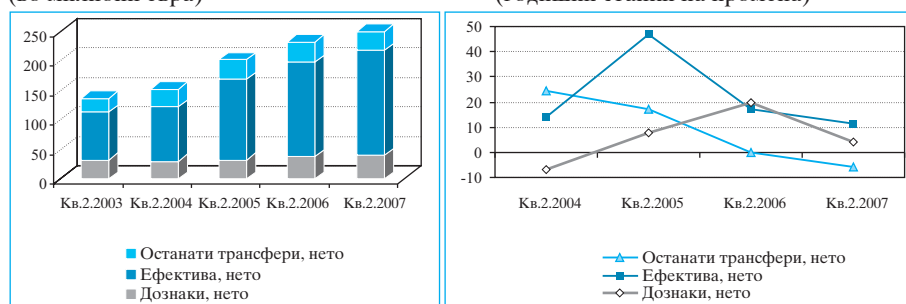 250
200
150
100
50
0
Кв.2.2003 Кв.2.2004 Кв.2.2005 Кв.2.2006 Кв.2.2007
Останати трансфери, нето
Ефектива, нето
Дознаки, нето
50
40
30
20
10
0
-10
Кв.2.2004 Кв.2.2005 Кв.2.2006 Кв.2.2007
Останати трансфери, нето
Ефектива, нето
Дознаки, нето